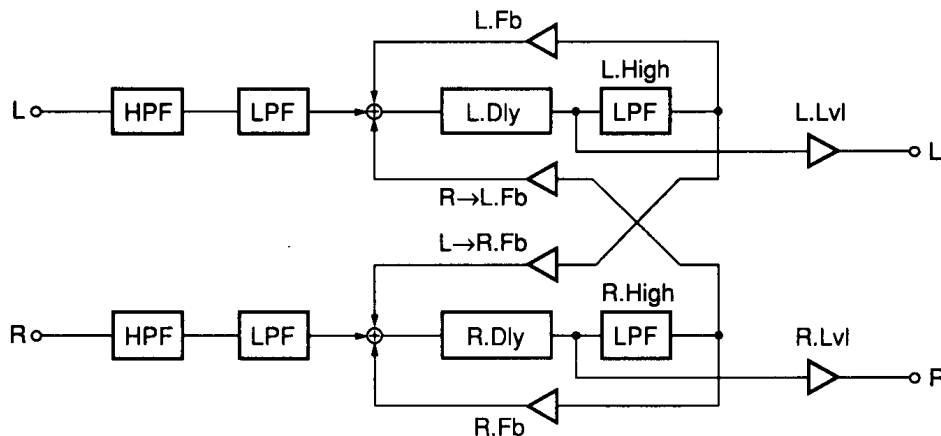 L.Fb
L.High
L HPF LPF L.Dly LPF
L.Lvl
L
R→L.Fb
L→R.Fb
R.High
R HPF LPF R.Dly LPF
R.Lvl
R
R.Fb